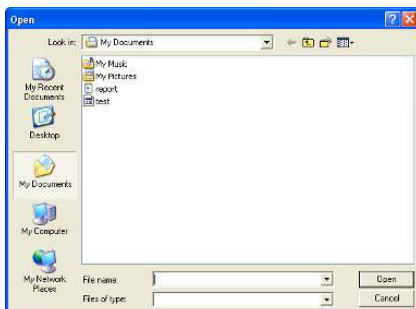 Open
Look in: My Documents
My Recent
Documents
Desktop
My Documents
My Computer
My Network
Places
My Music
My Pictures
report
test
File name:
Open
Files of type:
Cancel